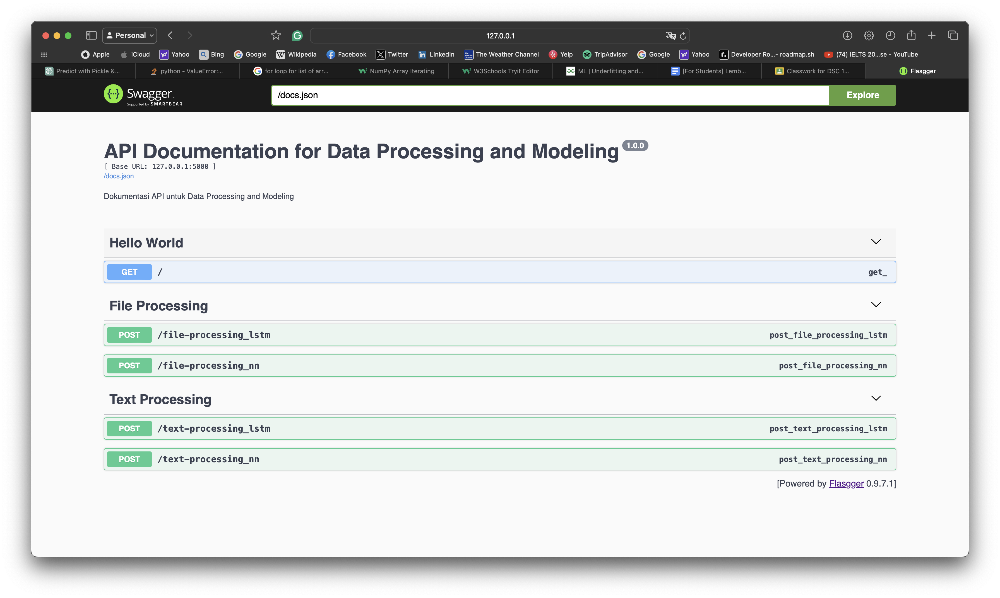 Personal
127.0.0.1
Apple iCloud Yahoo Bing Google Wikipedia Facebook Twitter LinkedIn The Weather Channel Yelp TripAdvisor Google Yahoo Developer Ro...- roadmap.sh (74) IELTS 20...se - YouTube
Predict with Pickle &... python - ValueError:... for loop for list of arr... NumPy Array Iterating W3Schools Tryit Editor ML | Underfitting and... [For Students] Lemb... Classwork for DSC 1... Flasgger
Swagger
Supported by SMARTBEAR
/docs.json Explore
API Documentation for Data Processing and Modeling 1.0.0
[ Base URL: 127.0.0.1:5000 ]
/docs.json
Dokumentasi API untuk Data Processing and Modeling
Hello World
GET / get_
File Processing
POST /file-processing_lstm post_file_processing_lstm
POST /file-processing_nn post_file_processing_nn
Text Processing
POST /text-processing_lstm post_text_processing_lstm
POST /text-processing_nn post_text_processing_nn
[Powered by Flasgger 0.9.7.1]